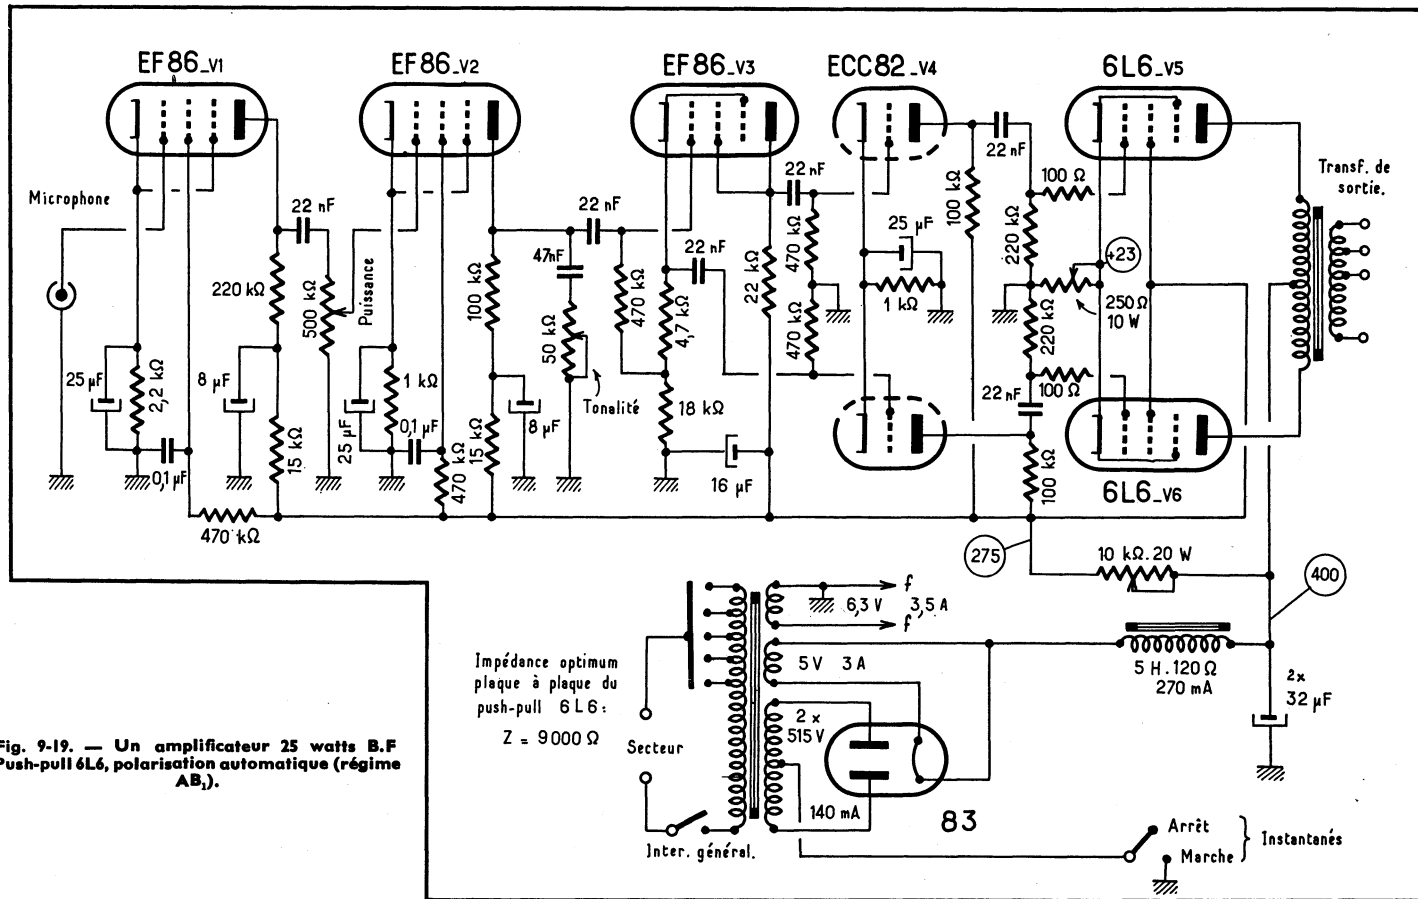 EF86_V1
EF86_V2
EF86_V3
ECC82_V4
6L6_V5
Microphone
22 nF
220 kΩ
500 kΩ
Puissance
25 µF
2,2 kΩ
0,1 µF
8 µF
15 kΩ
470 kΩ
25 µF
1 kΩ
0,1 µF
470 kΩ
100 kΩ
15 kΩ
8 µF
22 nF
47nF
50 kΩ
Tonalité
470 kΩ
22 nF
4,7 kΩ
18 kΩ
16 µF
22 kΩ
22 nF
470 kΩ
470 kΩ
25 µF
1 kΩ
100 kΩ
22 nF
100 Ω
220 kΩ
+23
250 Ω
10 W
220 kΩ
100 Ω
22 nF
100 kΩ
6L6_V6
Transf. de
sortie.
275
10 kΩ.20 W
400
5 H.120 Ω
270 mA
2x
32 µF
f
6,3 V 3,5 A
f
5 V 3 A
2 x
515 V
140 mA
83
Impédance optimum
plaque à plaque du
push-pull 6L6:
Z = 9000 Ω
Secteur
Inter. général.
Arrêt
Marche
Instantanés
Fig. 9-19. — Un amplificateur 25 watts B.F
Push-pull 6L6, polarisation automatique (régime
AB₁).